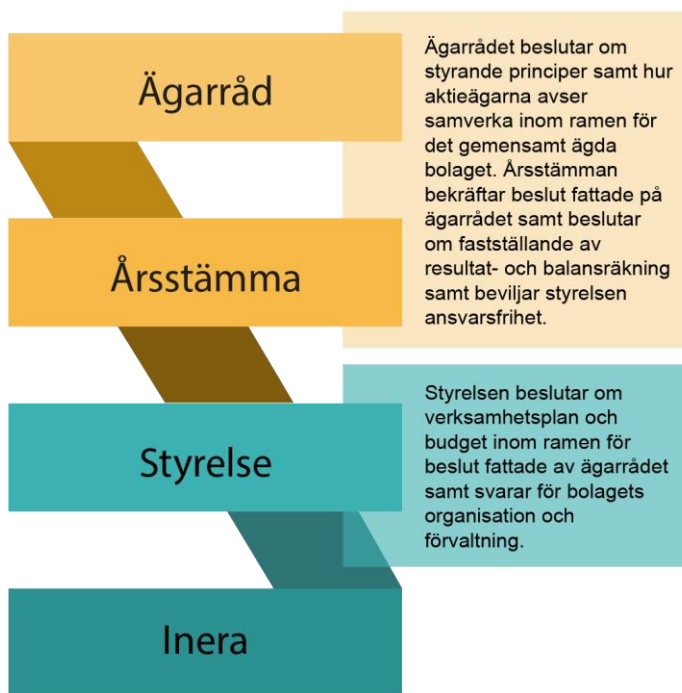 Ägarråd
Ägarrådet beslutar om
styrande principer samt hur
aktieägarna avser
samverka inom ramen för
det gemensamt ägda
bolaget. Årsstämman
bekräftar beslut fattade på
ägarrådet samt beslutar
om fastställande av
resultat- och balansräkning
samt beviljar styrelsen
ansvarsfrihet.
Årsstämma
Styrelse
Styrelsen beslutar om
verksamhetsplan och
budget inom ramen för
beslut fattade av ägarrådet
samt svarar för bolagets
organisation och
förvaltning.
Inera